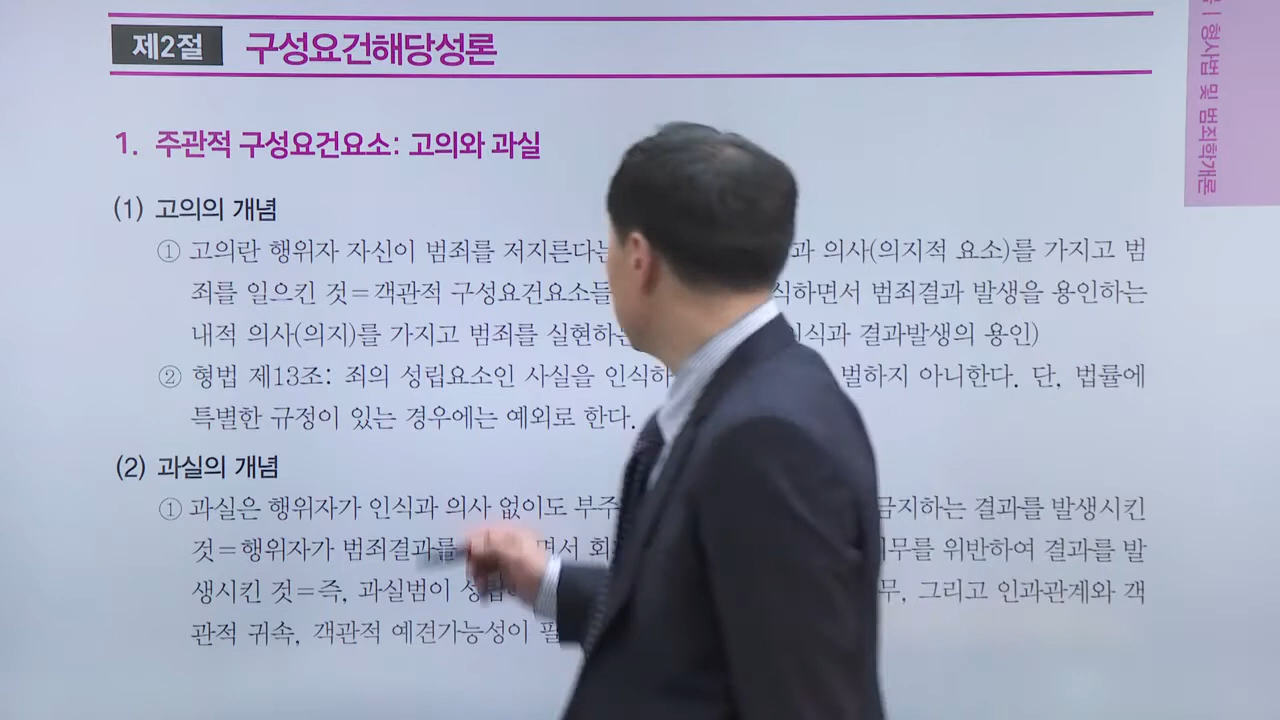 제2절 구성요건해당성론
형사법 및 범죄학개론
1. 주관적 구성요건요소: 고의와 과실
(1) 고의의 개념
① 고의란 행위자 자신이 범죄를 저지른다는 과 의사(의지적 요소)를 가지고 범
죄를 일으킨 것=객관적 구성요건요소들 하면서 범죄결과 발생을 용인하는
내적 의사(의지)를 가지고 범죄를 실현하는 인식과 결과발생의 용인)
② 형법 제13조: 죄의 성립요소인 사실을 인식하 벌하지 아니한다. 단, 법률에
특별한 규정이 있는 경우에는 예외로 한다.
(2) 과실의 개념
① 과실은 행위자가 인식과 의사 없이도 부주 금지하는 결과를 발생시킨
것=행위자가 범죄결과를 면서 회 의무를 위반하여 결과를 발
생시킨 것=즉, 과실범이 무, 그리고 인과관계와 객
관적 귀속, 객관적 예견가능성이